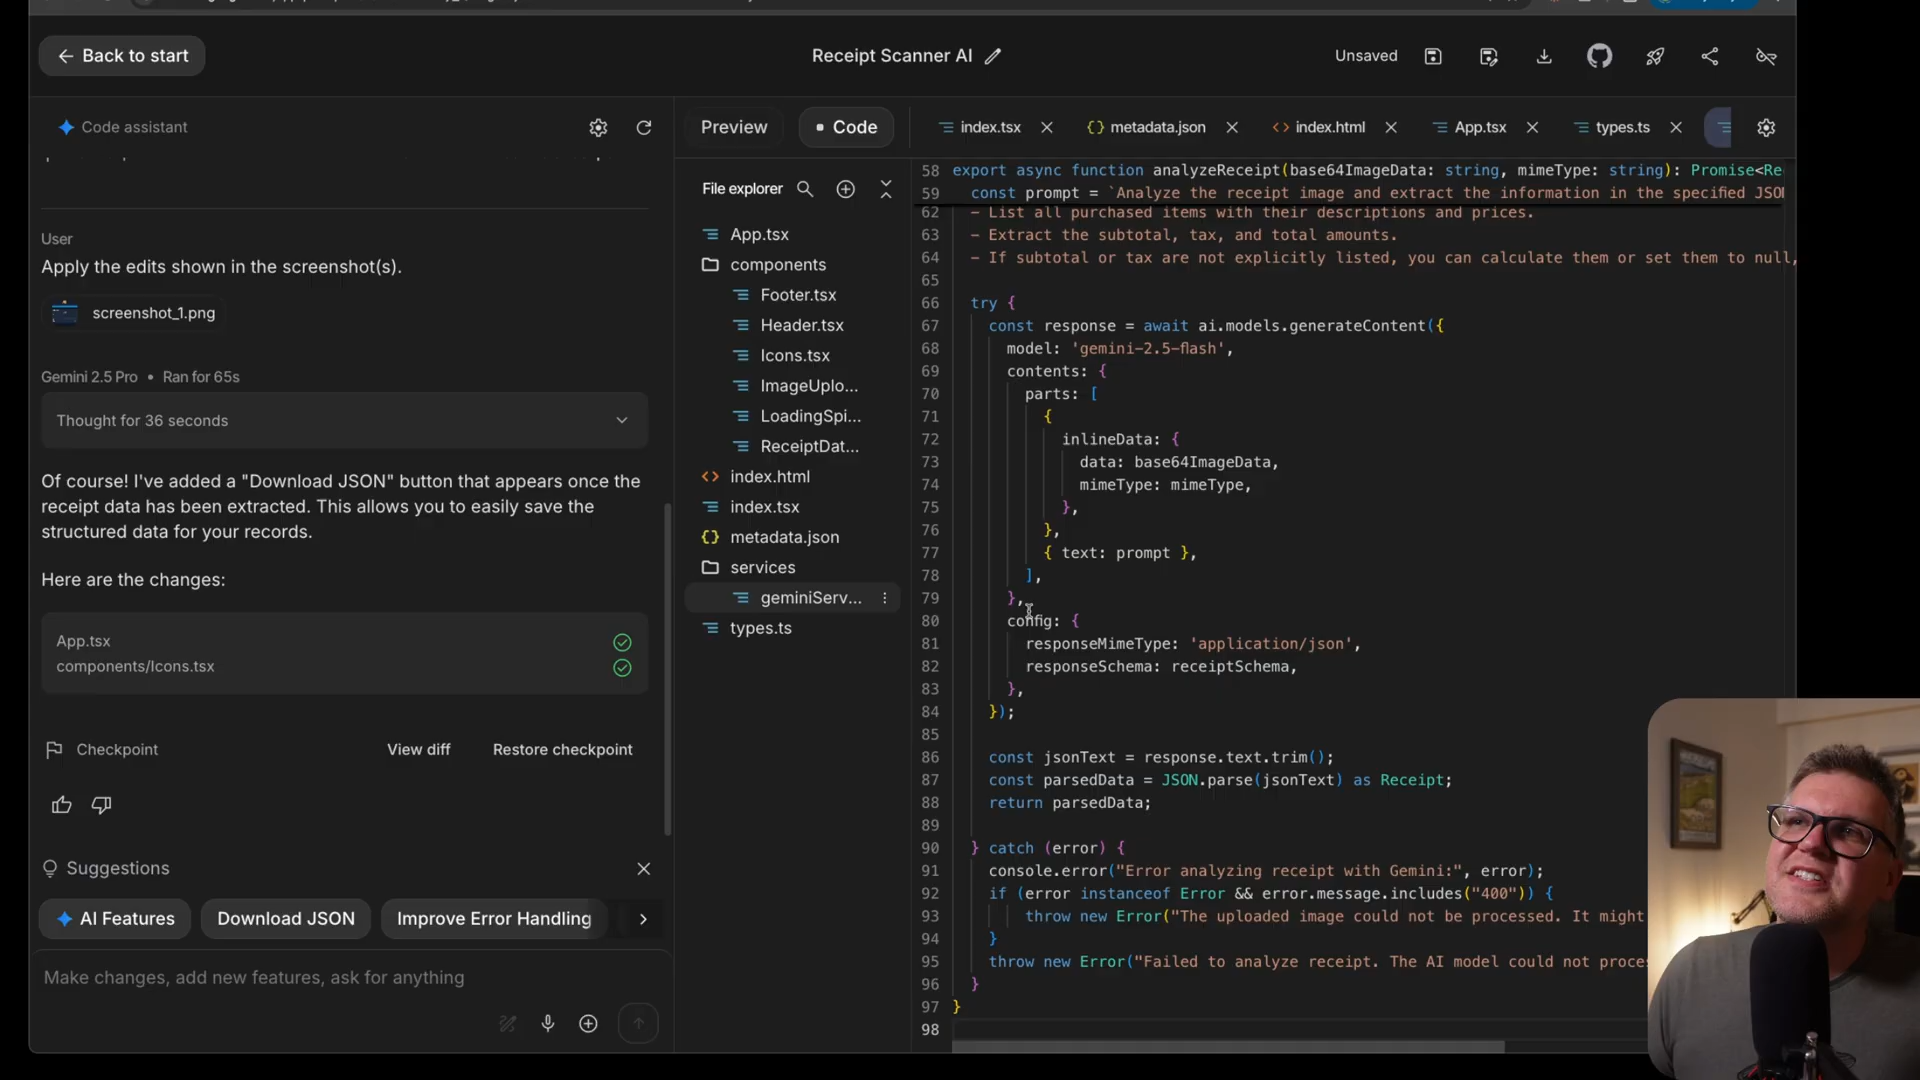 Back to start
Receipt Scanner AI
Unsaved
Code assistant
User
Apply the edits shown in the screenshot(s).
screenshot_1.png
Gemini 2.5 Pro • Ran for 65s
Thought for 36 seconds
Of course! I've added a "Download JSON" button that appears once the
receipt data has been extracted. This allows you to easily save the
structured data for your records.
Here are the changes:
App.tsx
components/Icons.tsx
Checkpoint
View diff
Restore checkpoint
Suggestions
AI Features
Download JSON
Improve Error Handling
Make changes, add new features, ask for anything
Preview
Code
index.tsx
metadata.json
index.html
App.tsx
types.ts
File explorer
App.tsx
components
Footer.tsx
Header.tsx
Icons.tsx
ImageUplo...
LoadingSpi...
ReceiptDat...
index.html
index.tsx
metadata.json
services
geminiServ...
types.ts
58 export async function analyzeReceipt(base64ImageData: string, mimeType: string): Promise<Re
59 const prompt = `Analyze the receipt image and extract the information in the specified JSON
62 - List all purchased items with their descriptions and prices.
63 - Extract the subtotal, tax, and total amounts.
64 - If subtotal or tax are not explicitly listed, you can calculate them or set them to null,
65
66 try {
67 const response = await ai.models.generateContent({
68 model: 'gemini-2.5-flash',
69 contents: {
70 parts: [
71 {
72 inlineData: {
73 data: base64ImageData,
74 mimeType: mimeType,
75 },
76 },
77 { text: prompt },
78 ],
79 },
80 config: {
81 responseMimeType: 'application/json',
82 responseSchema: receiptSchema,
83 },
84 });
85
86 const jsonText = response.text.trim();
87 const parsedData = JSON.parse(jsonText) as Receipt;
88 return parsedData;
89
90 } catch (error) {
91 console.error("Error analyzing receipt with Gemini:", error);
92 if (error instanceof Error && error.message.includes("400")) {
93 throw new Error("The uploaded image could not be processed. It might
94 }
95 throw new Error("Failed to analyze receipt. The AI model could not proce
96 }
97 }
98